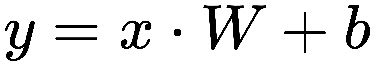 y = x · W + b